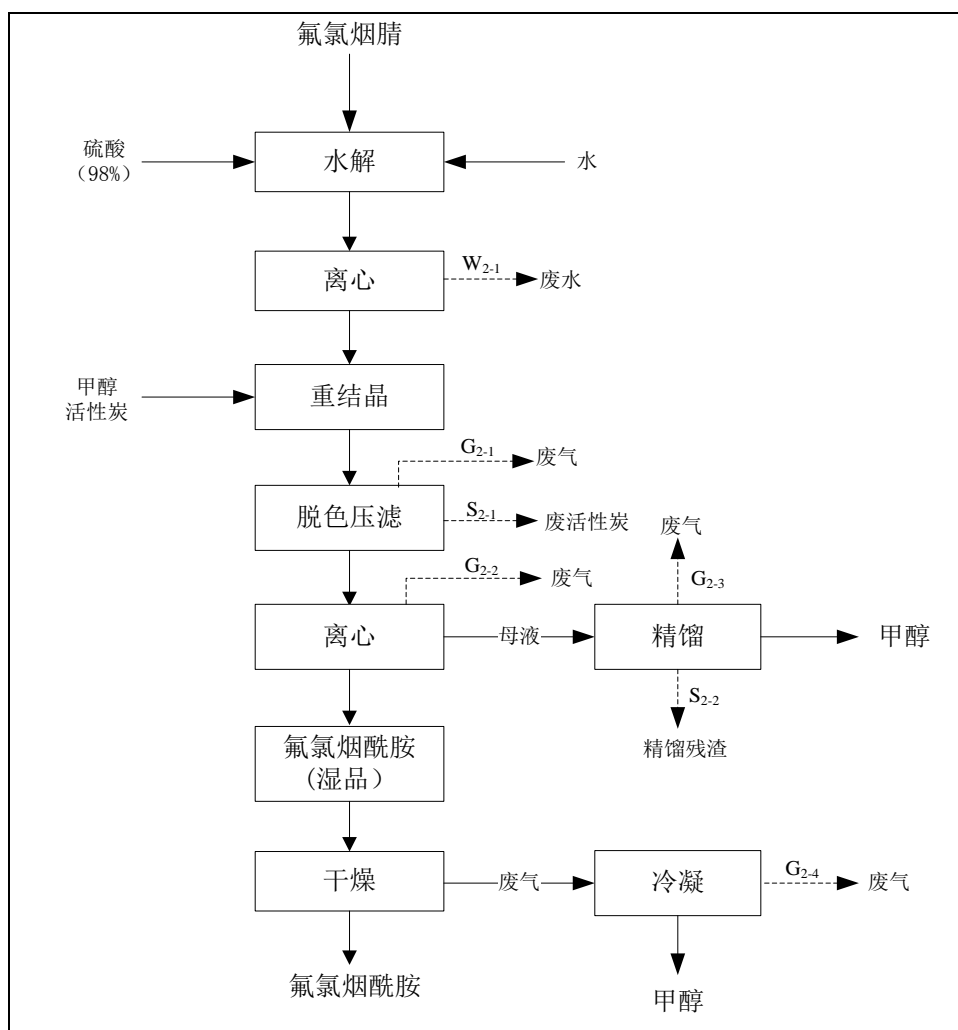 氟氯烟腈
硫酸
（98%）
水解
水
离心
W2-1
废水
甲醇
活性炭
重结晶
G2-1
废气
脱色压滤
S2-1
废活性炭
废气
G2-2
废气
G2-3
离心
母液
精馏
甲醇
S2-2
精馏残渣
氟氯烟酰胺
(湿品）
干燥
废气
冷凝
G2-4
废气
氟氯烟酰胺
甲醇